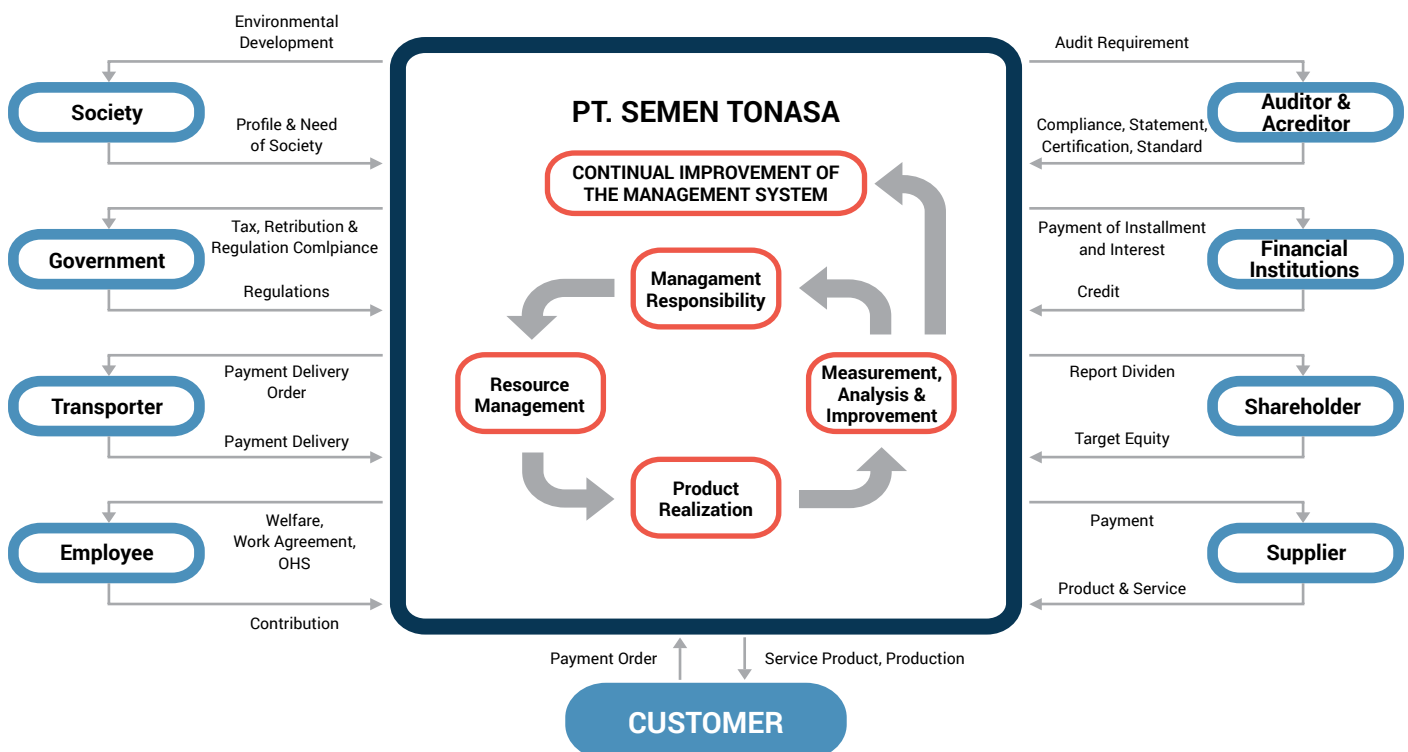 Environmental
Development
Society
Profile & Need
of Society
Tax, Retribution &
Regulation Comlpiance
Government
Regulations
Payment Delivery
Order
Transporter
Payment Delivery
Welfare,
Work Agreement,
OHS
Employee
Contribution
PT. SEMEN TONASA
CONTINUAL IMPROVEMENT OF
THE MANAGEMENT SYSTEM
Managament
Responsibility
Resource
Management
Measurement,
Analysis &
Improvement
Product
Realization
Audit Requirement
Auditor &
Acreditor
Compliance, Statement,
Certification, Standard
Payment of Installment
and Interest
Financial
Institutions
Credit
Report Dividen
Shareholder
Target Equity
Payment
Supplier
Product & Service
Payment Order
Service Product, Production
CUSTOMER